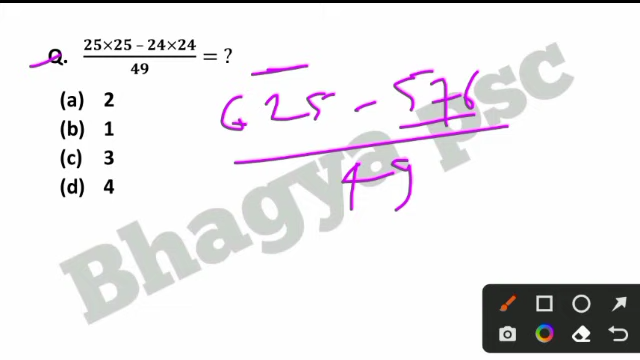 Q. 25×25 – 24×24 / 49 = ?
(a) 2
(b) 1
(c) 3
(d) 4
625 - 576
49
Bhagya psc